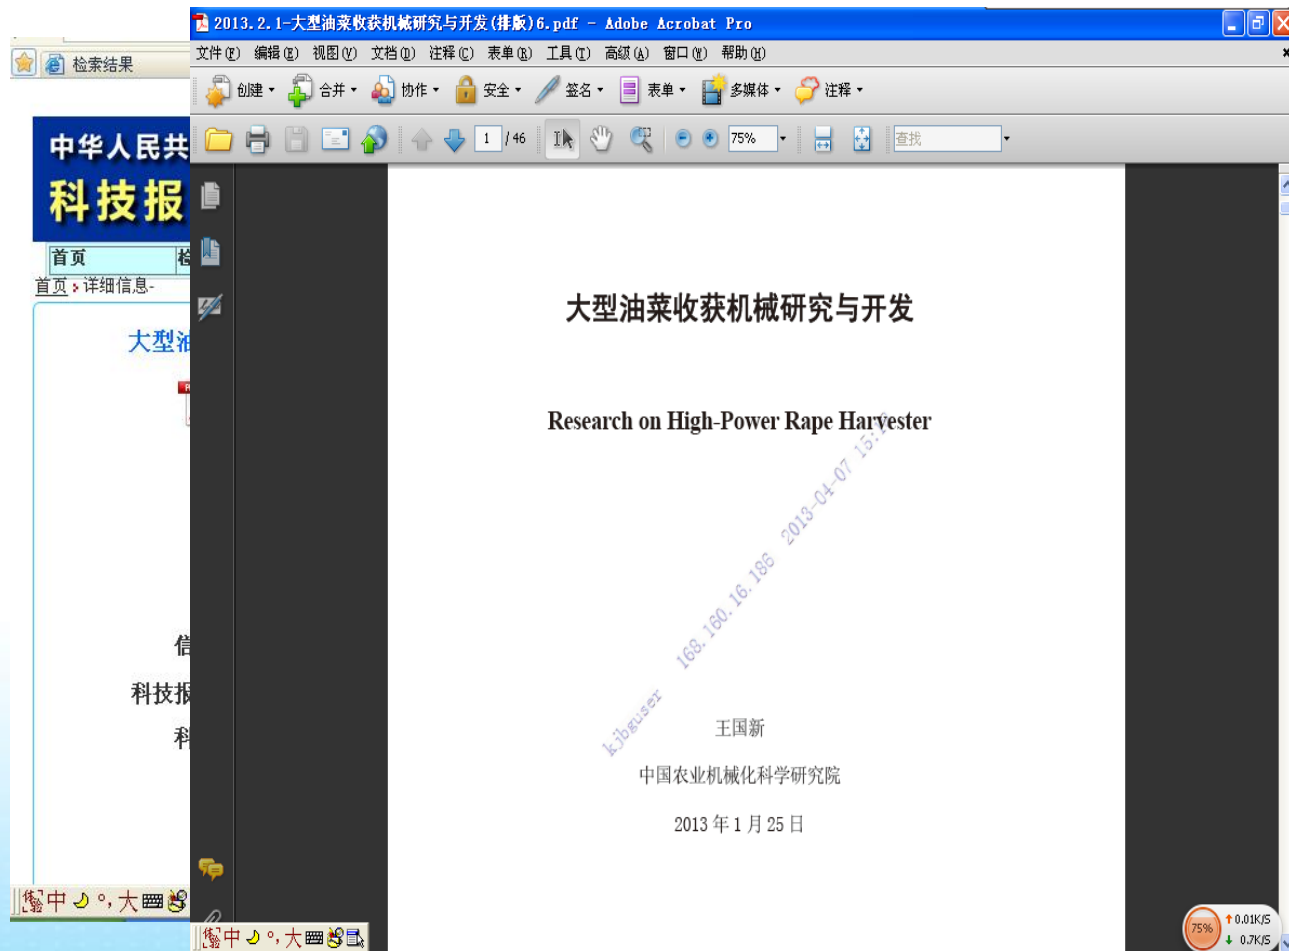 2013.2.1-大型油菜收获机械研究与开发(排版)6.pdf - Adobe Acrobat Pro
文件(F) 编辑(E) 视图(V) 文档(D) 注释(C) 表单(R) 工具(T) 高级(A) 窗口(W) 帮助(H)
创建 合并 协作 安全 签名 表单 多媒体 注释
1 / 46 75% 查找
检索结果
中华人民共
科技报
首页
首页 详细信息-
大型油
信
科技报
科
大型油菜收获机械研究与开发
Research on High-Power Rape Harvester
kjbguser 168.160.16.186 2013-04-07 15:
王国新
中国农业机械化科学研究院
2013 年 1 月 25 日
中 大
中 大
75% 0.01K/S
0.7K/S